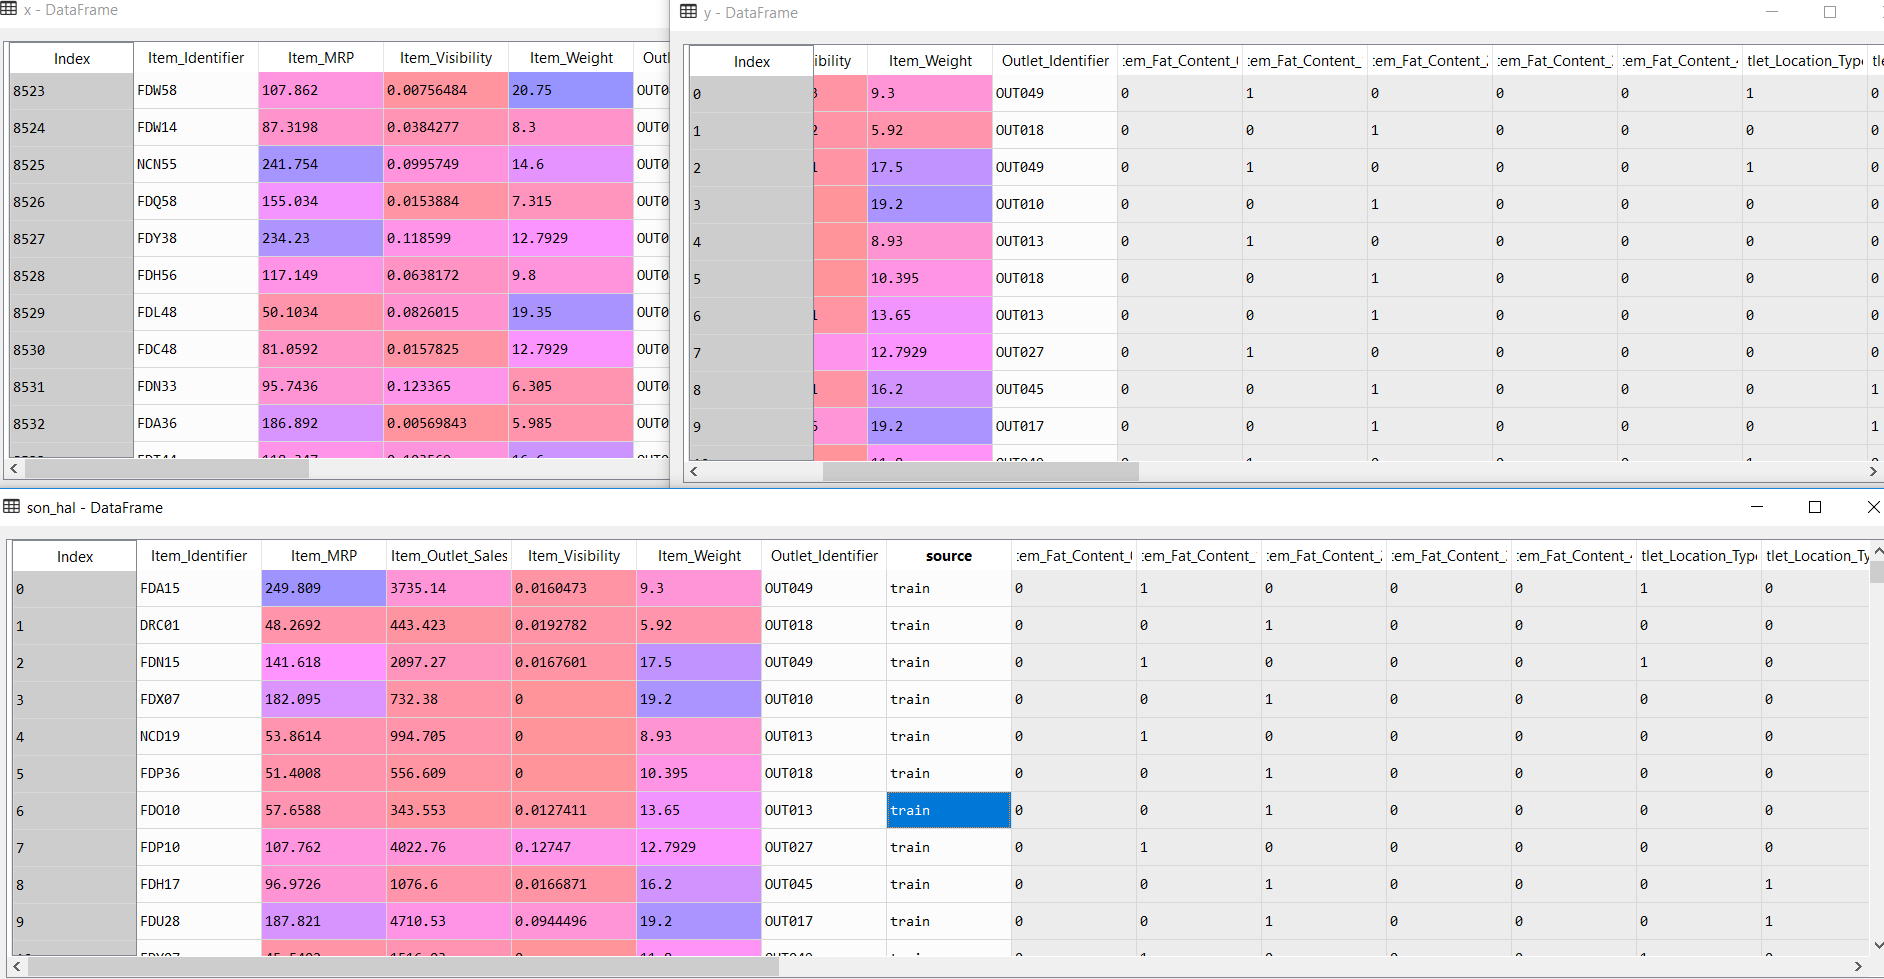 x - DataFrame
Index Item_Identifier Item_MRP Item_Visibility Item_Weight Outl
8523 FDW58 107.862 0.00756484 20.75 OUT0
8524 FDW14 87.3198 0.0384277 8.3 OUT0
8525 NCN55 241.754 0.0995749 14.6 OUT0
8526 FDQ58 155.034 0.0153884 7.315 OUT0
8527 FDY38 234.23 0.118599 12.7929 OUT0
8528 FDH56 117.149 0.0638172 9.8 OUT0
8529 FDL48 50.1034 0.0826015 19.35 OUT0
8530 FDC48 81.0592 0.0157825 12.7929 OUT0
8531 FDN33 95.7436 0.123365 6.305 OUT0
8532 FDA36 186.892 0.00569843 5.985 OUT0
y - DataFrame
Index ibility Item_Weight Outlet_Identifier :em_Fat_Content_( :em_Fat_Content_ :em_Fat_Content_2 :em_Fat_Content_3 :em_Fat_Content_4 tlet_Location_Type tle
0 3 9.3 OUT049 0 1 0 0 0 1 0
1 2 5.92 OUT018 0 0 1 0 0 0 0
2 1 17.5 OUT049 0 1 0 0 0 1 0
3 19.2 OUT010 0 0 1 0 0 0 0
4 8.93 OUT013 0 1 0 0 0 0 0
5 10.395 OUT018 0 0 1 0 0 0 0
6 1 13.65 OUT013 0 0 1 0 0 0 0
7 12.7929 OUT027 0 1 0 0 0 0 0
8 1 16.2 OUT045 0 0 1 0 0 0 1
9 5 19.2 OUT017 0 0 1 0 0 0 1
son_hal - DataFrame
Index Item_Identifier Item_MRP Item_Outlet_Sales Item_Visibility Item_Weight Outlet_Identifier source :em_Fat_Content_( :em_Fat_Content_ :em_Fat_Content_2 :em_Fat_Content_3 :em_Fat_Content_4 tlet_Location_Type tlet_Location_Ty
0 FDA15 249.809 3735.14 0.0160473 9.3 OUT049 train 0 1 0 0 0 1 0
1 DRC01 48.2692 443.423 0.0192782 5.92 OUT018 train 0 0 1 0 0 0 0
2 FDN15 141.618 2097.27 0.0167601 17.5 OUT049 train 0 1 0 0 0 1 0
3 FDX07 182.095 732.38 0 19.2 OUT010 train 0 0 1 0 0 0 0
4 NCD19 53.8614 994.705 0 8.93 OUT013 train 0 1 0 0 0 0 0
5 FDP36 51.4008 556.609 0 10.395 OUT018 train 0 0 1 0 0 0 0
6 FDO10 57.6588 343.553 0.0127411 13.65 OUT013 train 0 0 1 0 0 0 0
7 FDP10 107.762 4022.76 0.12747 12.7929 OUT027 train 0 1 0 0 0 0 0
8 FDH17 96.9726 1076.6 0.0166871 16.2 OUT045 train 0 0 1 0 0 0 1
9 FDU28 187.821 4710.53 0.0944496 19.2 OUT017 train 0 0 1 0 0 0 1